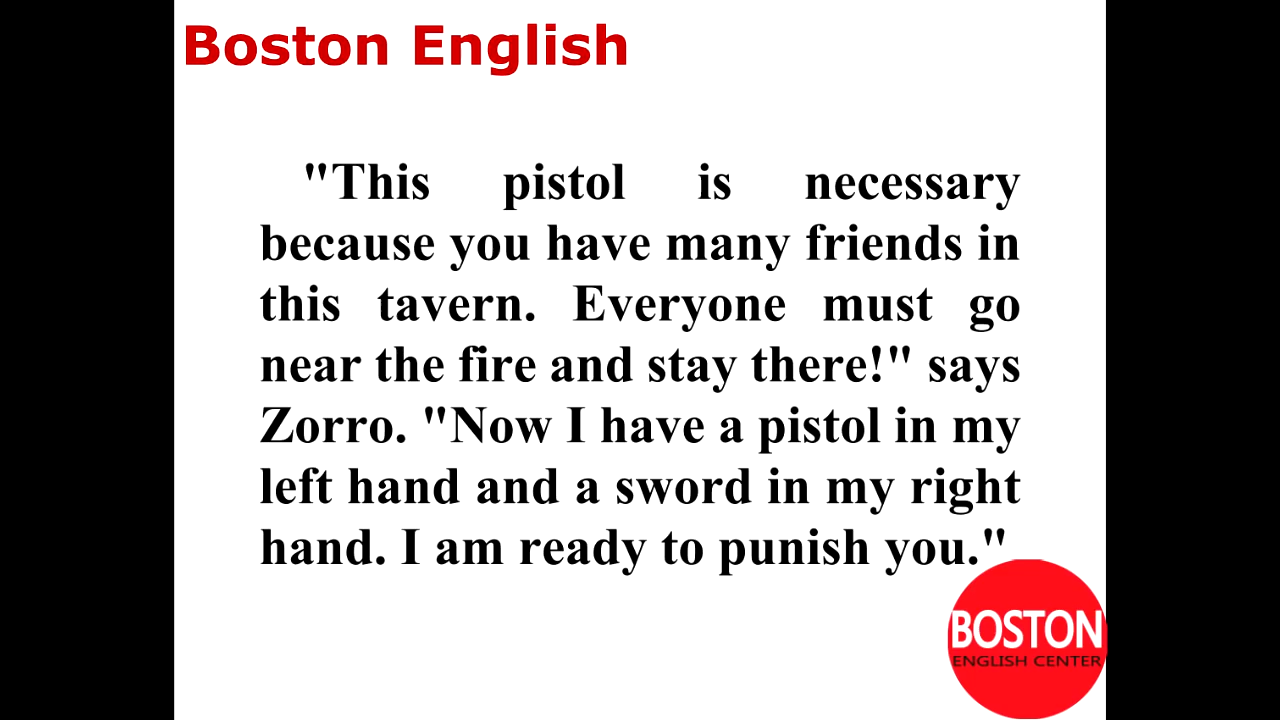 Boston English
"This pistol is necessary
because you have many friends in
this tavern. Everyone must go
near the fire and stay there!" says
Zorro. "Now I have a pistol in my
left hand and a sword in my right
hand. I am ready to punish you."
BOSTON
ENGLISH CENTER